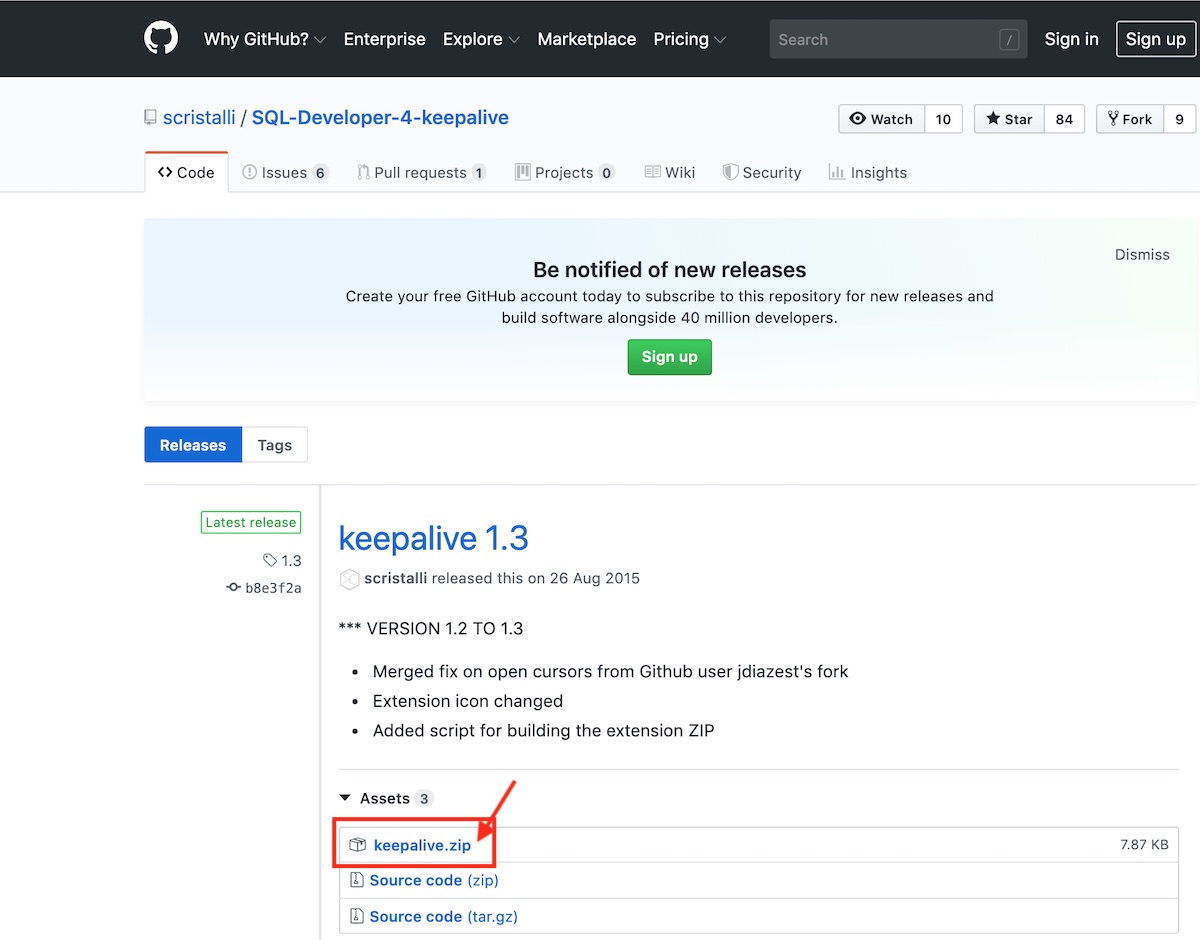 Why GitHub? Enterprise Explore Marketplace Pricing Search / Sign in Sign up
scristalli / SQL-Developer-4-keepalive Watch 10 Star 84 Fork 9
<> Code Issues 6 Pull requests 1 Projects 0 Wiki Security Insights
Dismiss
Be notified of new releases
Create your free GitHub account today to subscribe to this repository for new releases and
build software alongside 40 million developers.
Sign up
Releases Tags
Latest release
1.3
b8e3f2a
keepalive 1.3
scristalli released this on 26 Aug 2015
*** VERSION 1.2 TO 1.3
• Merged fix on open cursors from Github user jdiazest's fork
• Extension icon changed
• Added script for building the extension ZIP
Assets 3
keepalive.zip 7.87 KB
Source code (zip)
Source code (tar.gz)